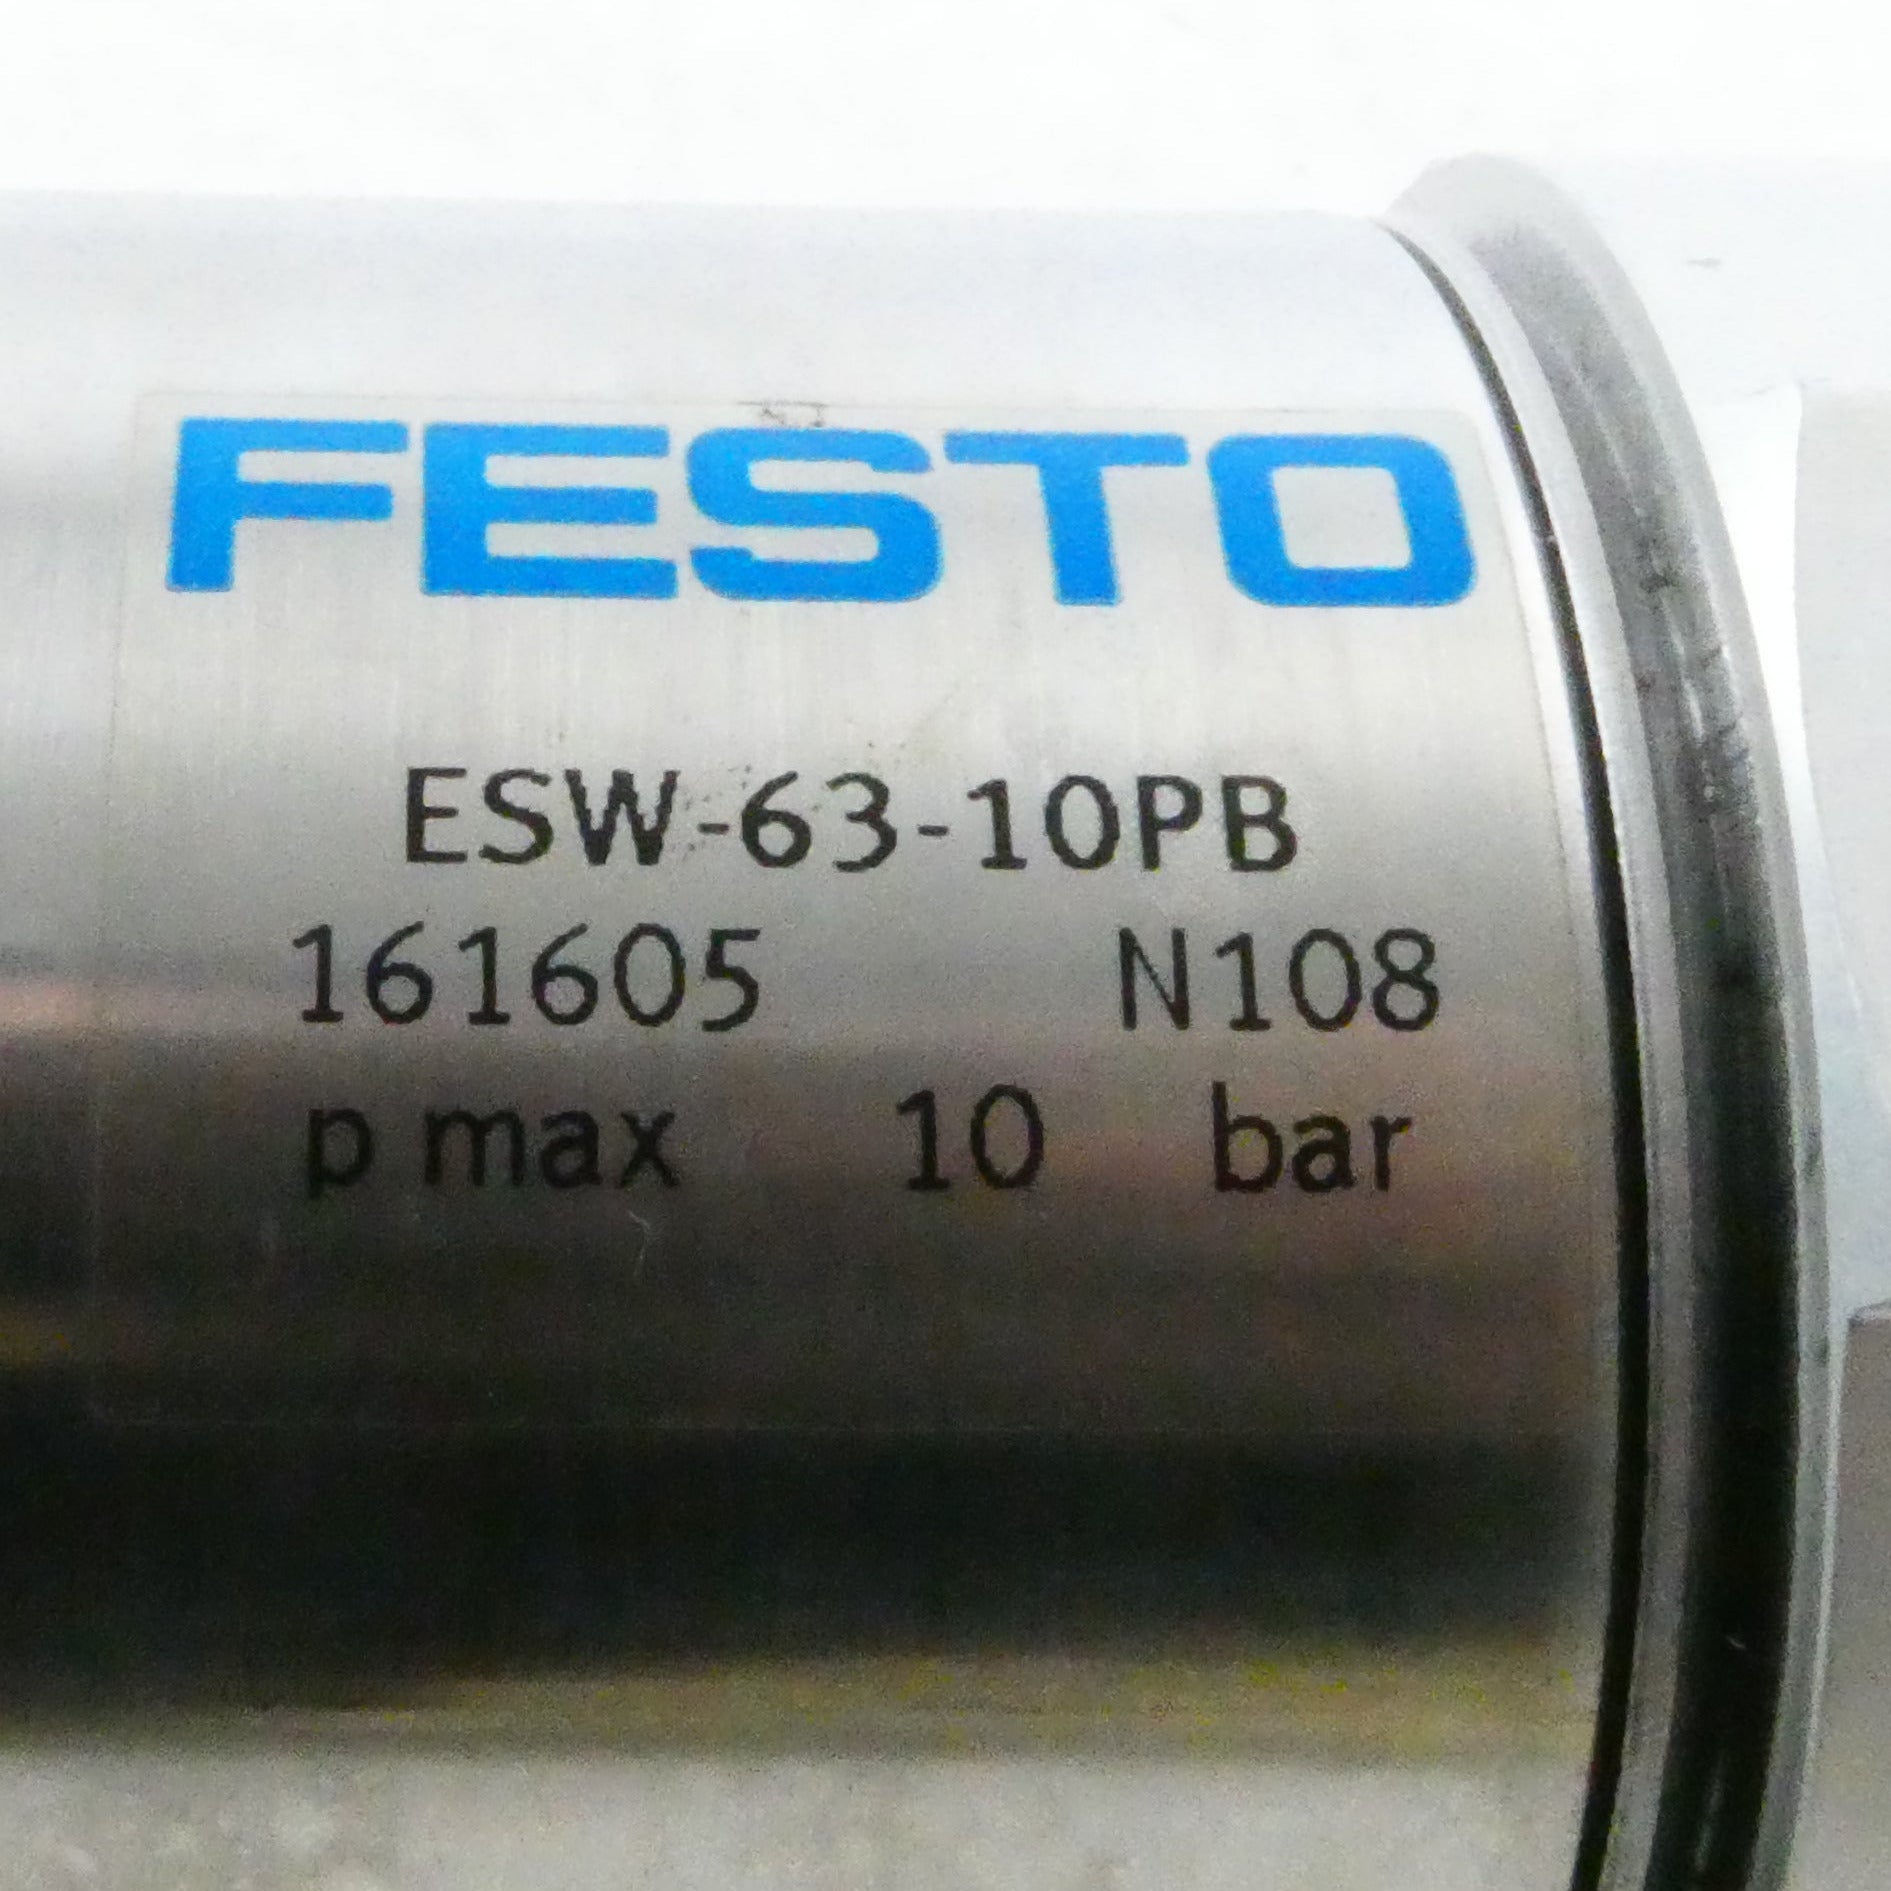 FESTO
ESW-63-10PB
161605 N108
p max 10 bar